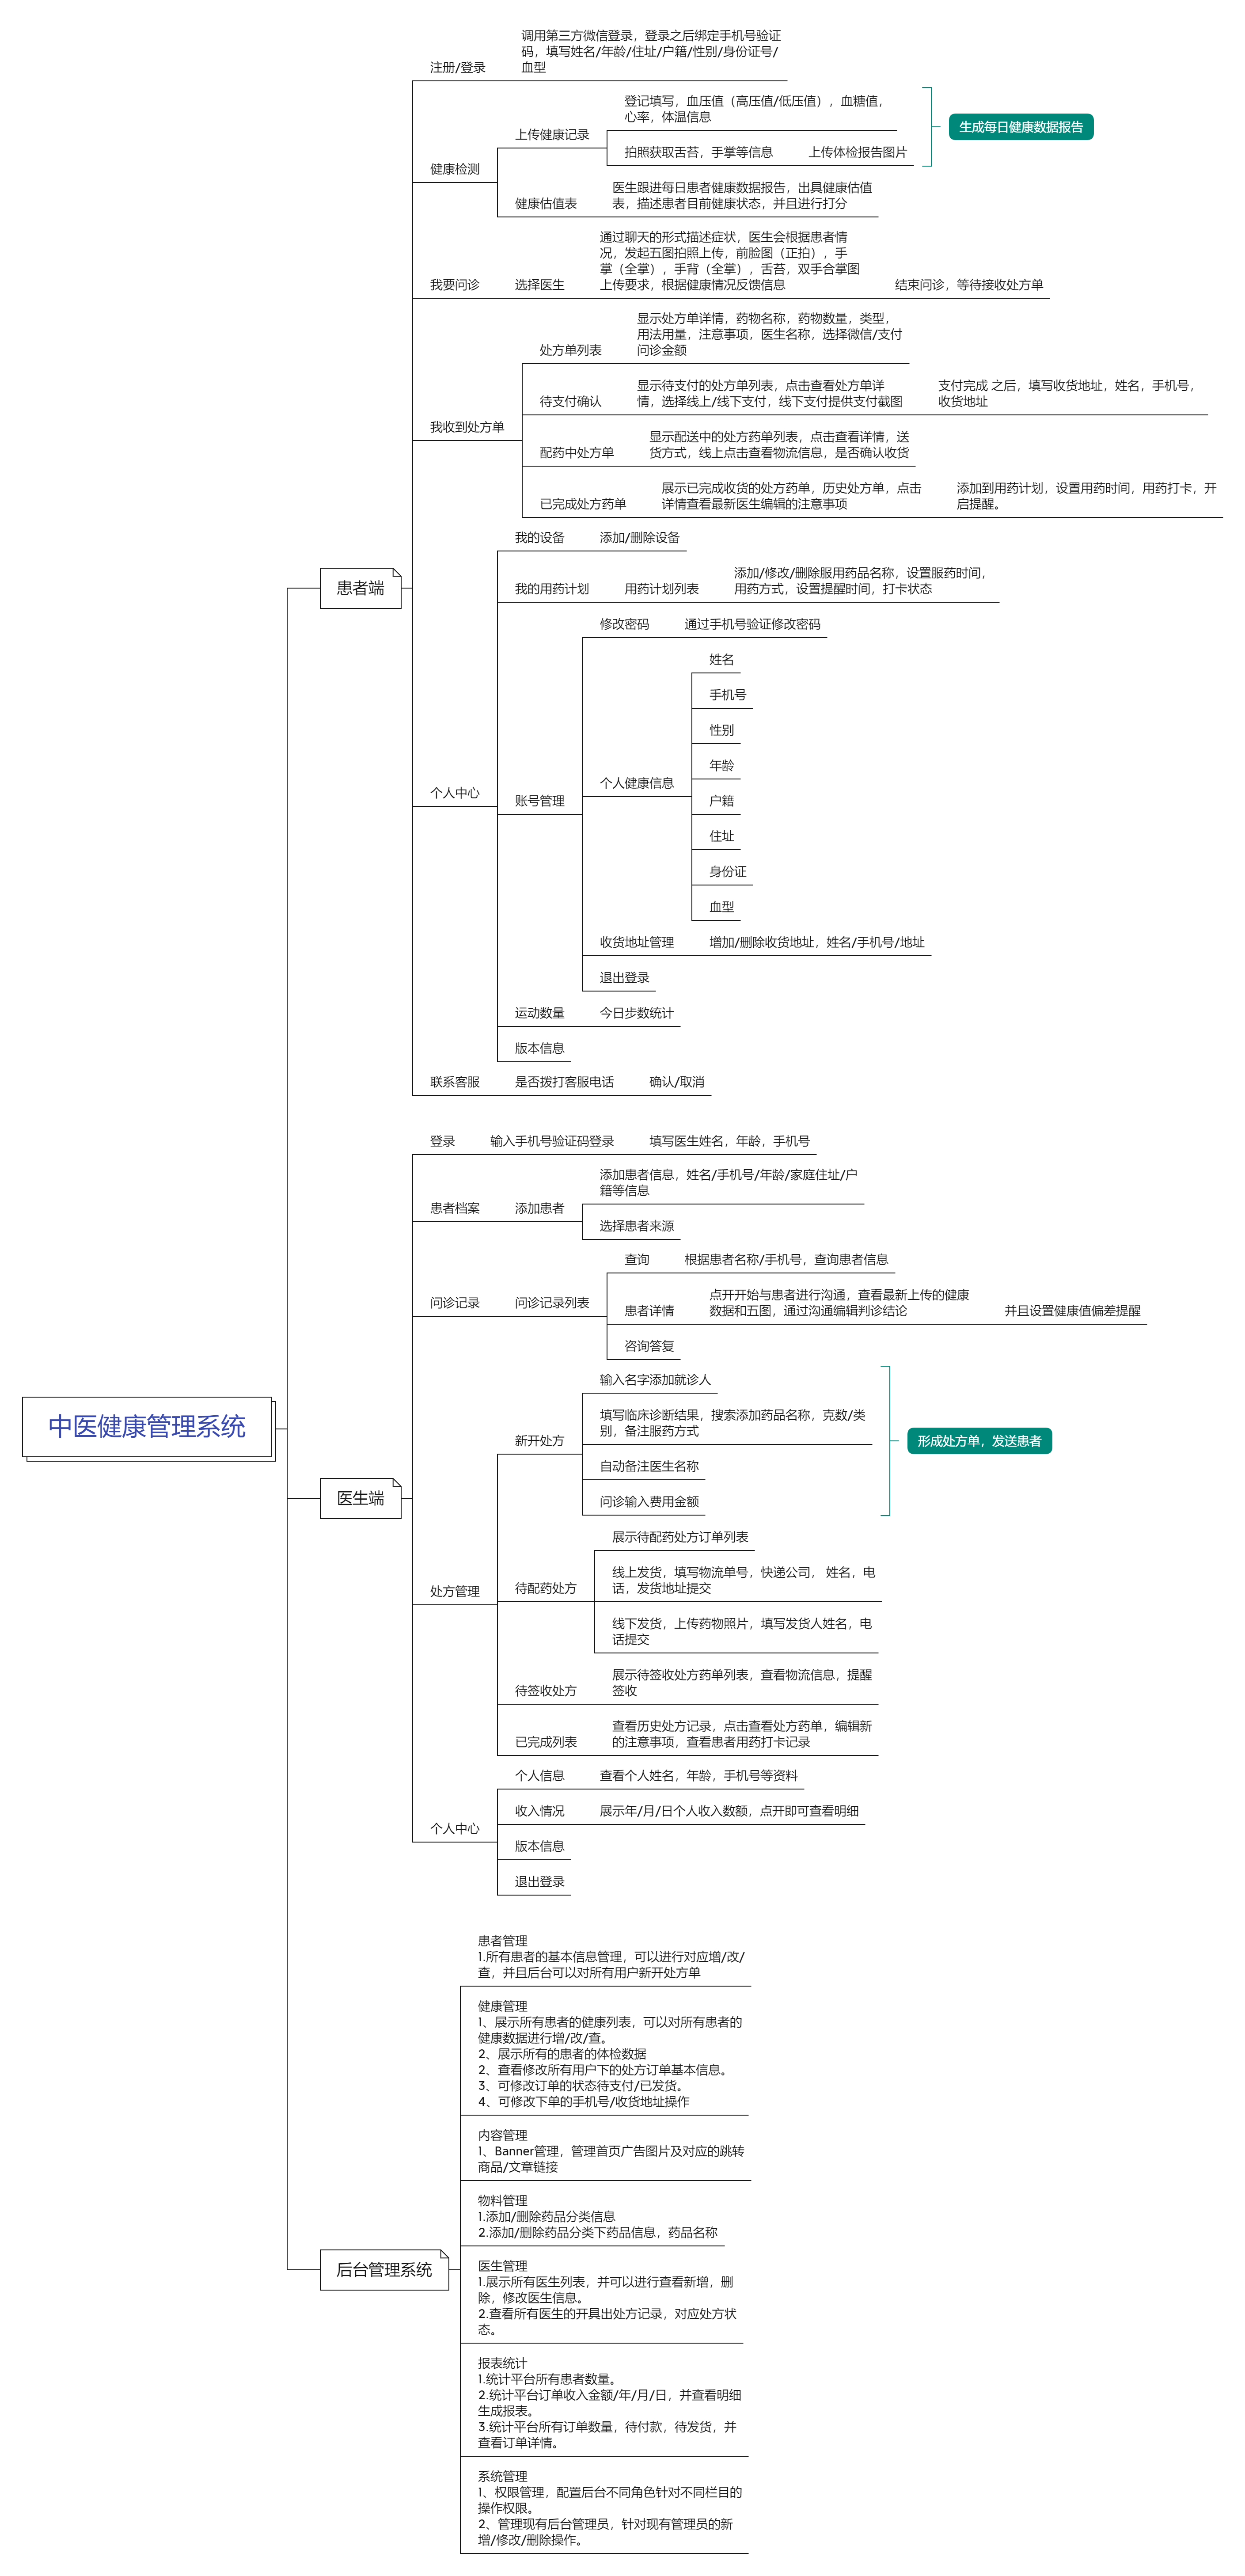 调用第三方微信登录，登录之后绑定手机号验证
码，填写姓名/年龄/住址/户籍/性别/身份证号/
血型
注册/登录
登记填写，血压值（高压值/低压值），血糖值，
心率，体温信息
生成每日健康数据报告
上传健康记录
拍照获取舌苔，手掌等信息
上传体检报告图片
健康检测
医生跟进每日患者健康数据报告，出具健康估值
表，描述患者目前健康状态，并且进行打分
健康估值表
通过聊天的形式描述症状，医生会根据患者情
况，发起五图拍照上传，前脸图（正拍），手
掌（全掌），手背（全掌），舌苔，双手合掌图
上传要求，根据健康情况反馈信息
我要问诊
选择医生
结束问诊，等待接收处方单
显示处方单详情，药物名称，药物数量，类型，
用法用量，注意事项，医生名称，选择微信/支付
问诊金额
处方单列表
显示待支付的处方单列表，点击查看处方单详
情，选择线上/线下支付，线下支付提供支付截图
待支付确认
支付完成 之后，填写收货地址，姓名，手机号，
收货地址
我收到处方单
显示配送中的处方药单列表，点击查看详情，送
货方式，线上点击查看物流信息，是否确认收货
配药中处方单
展示已完成收货的处方药单，历史处方单，点击
详情查看最新医生编辑的注意事项
已完成处方药单
添加到用药计划，设置用药时间，用药打卡，开
启提醒。
我的设备
添加/删除设备
患者端
我的用药计划
用药计划列表
添加/修改/删除服用药品名称，设置服药时间，
用药方式，设置提醒时间，打卡状态
修改密码
通过手机号验证修改密码
姓名
手机号
性别
年龄
个人健康信息
个人中心
账号管理
户籍
住址
身份证
血型
收货地址管理
增加/删除收货地址，姓名/手机号/地址
退出登录
运动数量
今日步数统计
版本信息
联系客服
是否拨打客服电话
确认/取消
登录
输入手机号验证码登录
填写医生姓名，年龄，手机号
添加患者信息，姓名/手机号/年龄/家庭住址/户
籍等信息
患者档案
添加患者
选择患者来源
查询
根据患者名称/手机号，查询患者信息
问诊记录
问诊记录列表
点开开始与患者进行沟通，查看最新上传的健康
数据和五图，通过沟通编辑判诊结论
患者详情
并且设置健康值偏差提醒
咨询答复
输入名字添加就诊人
填写临床诊断结果，搜索添加药品名称，克数/类
别，备注服药方式
新开处方
形成处方单，发送患者
中医健康管理系统
自动备注医生名称
医生端
问诊输入费用金额
展示待配药处方订单列表
线上发货，填写物流单号，快递公司， 姓名，电
话，发货地址提交
处方管理
待配药处方
线下发货，上传药物照片，填写发货人姓名，电
话提交
展示待签收处方药单列表，查看物流信息，提醒
签收
待签收处方
查看历史处方记录，点击查看处方药单，编辑新
的注意事项，查看患者用药打卡记录
已完成列表
个人信息
查看个人姓名，年龄，手机号等资料
收入情况
展示年/月/日个人收入数额，点开即可查看明细
个人中心
版本信息
退出登录
患者管理
1.所有患者的基本信息管理，可以进行对应增/改/
查，并且后台可以对所有用户新开处方单
健康管理
1、展示所有患者的健康列表，可以对所有患者的
健康数据进行增/改/查。
2、展示所有的患者的体检数据
2、查看修改所有用户下的处方订单基本信息。
3、可修改订单的状态待支付/已发货。
4、可修改下单的手机号/收货地址操作
内容管理
1、Banner管理，管理首页广告图片及对应的跳转
商品/文章链接
物料管理
1.添加/删除药品分类信息
2.添加/删除药品分类下药品信息，药品名称
后台管理系统
医生管理
1.展示所有医生列表，并可以进行查看新增，删
除，修改医生信息。
2.查看所有医生的开具出处方记录，对应处方状
态。
报表统计
1.统计平台所有患者数量。
2.统计平台订单收入金额/年/月/日，并查看明细
生成报表。
3.统计平台所有订单数量，待付款，待发货，并
查看订单详情。
系统管理
1、权限管理，配置后台不同角色针对不同栏目的
操作权限。
2、管理现有后台管理员，针对现有管理员的新
增/修改/删除操作。